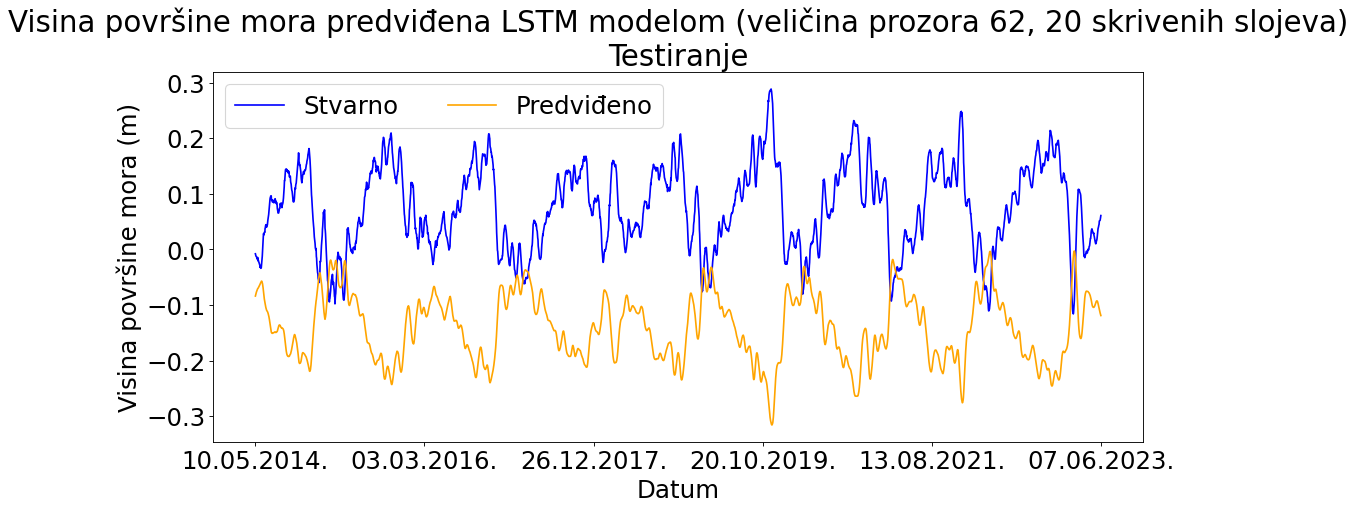 Visina površine mora predviđena LSTM modelom (veličina prozora 62, 20 skrivenih slojeva)
Testiranje
Stvarno
Predviđeno
Visina površine mora (m)
0.3
0.2
0.1
0.0
−0.1
−0.2
−0.3
10.05.2014.
03.03.2016.
26.12.2017.
20.10.2019.
13.08.2021.
07.06.2023.
Datum